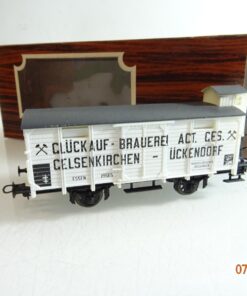 GLÜCKAUF - BRAUEREI ACT. GES.
GELSENKIRCHEN - ÜCKENDORF
ESSEN
07